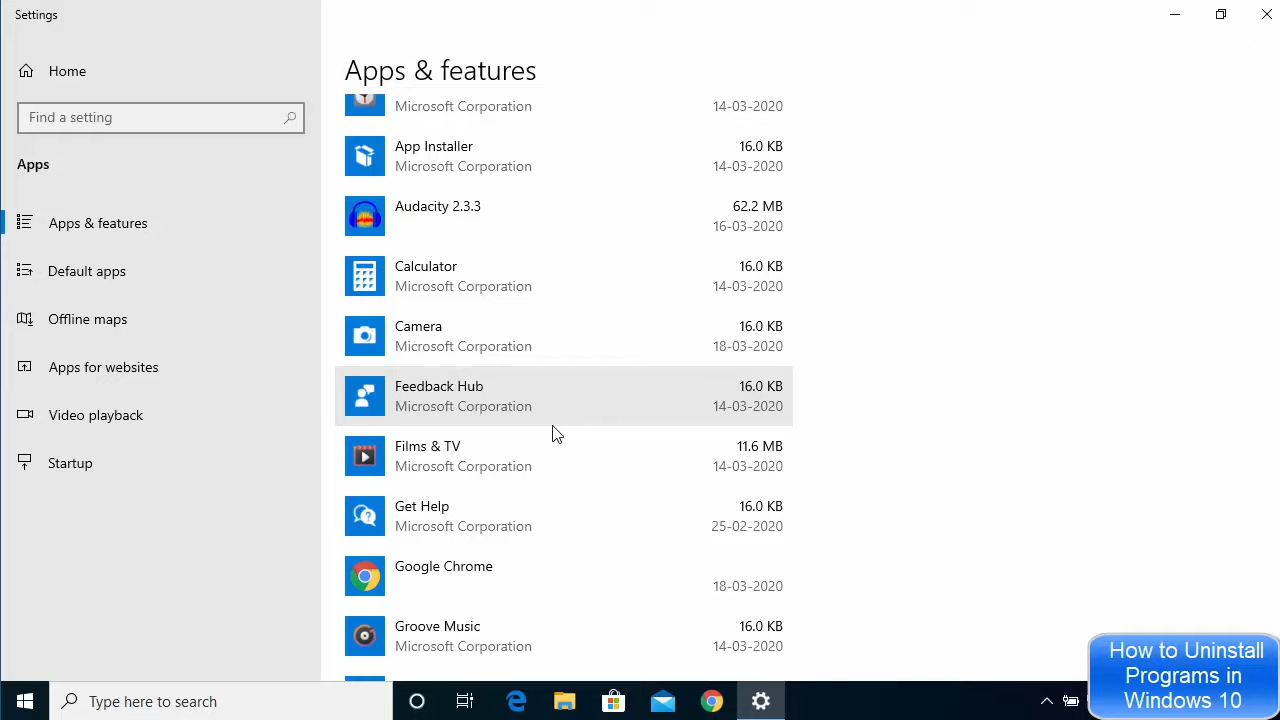 Settings
Home
Find a setting
Apps
Apps & features
Default apps
Offline maps
Apps for websites
Video playback
Startup
Apps & features
Microsoft Corporation 14-03-2020
App Installer 16.0 KB
Microsoft Corporation 14-03-2020
Audacity 2.3.3 62.2 MB
16-03-2020
Calculator 16.0 KB
Microsoft Corporation 14-03-2020
Camera 16.0 KB
Microsoft Corporation 18-03-2020
Feedback Hub 16.0 KB
Microsoft Corporation 14-03-2020
Films & TV 11.6 MB
Microsoft Corporation 14-03-2020
Get Help 16.0 KB
Microsoft Corporation 25-02-2020
Google Chrome
18-03-2020
Groove Music 16.0 KB
Microsoft Corporation 14-03-2020
How to Uninstall
Programs in
Windows 10
Type here to search